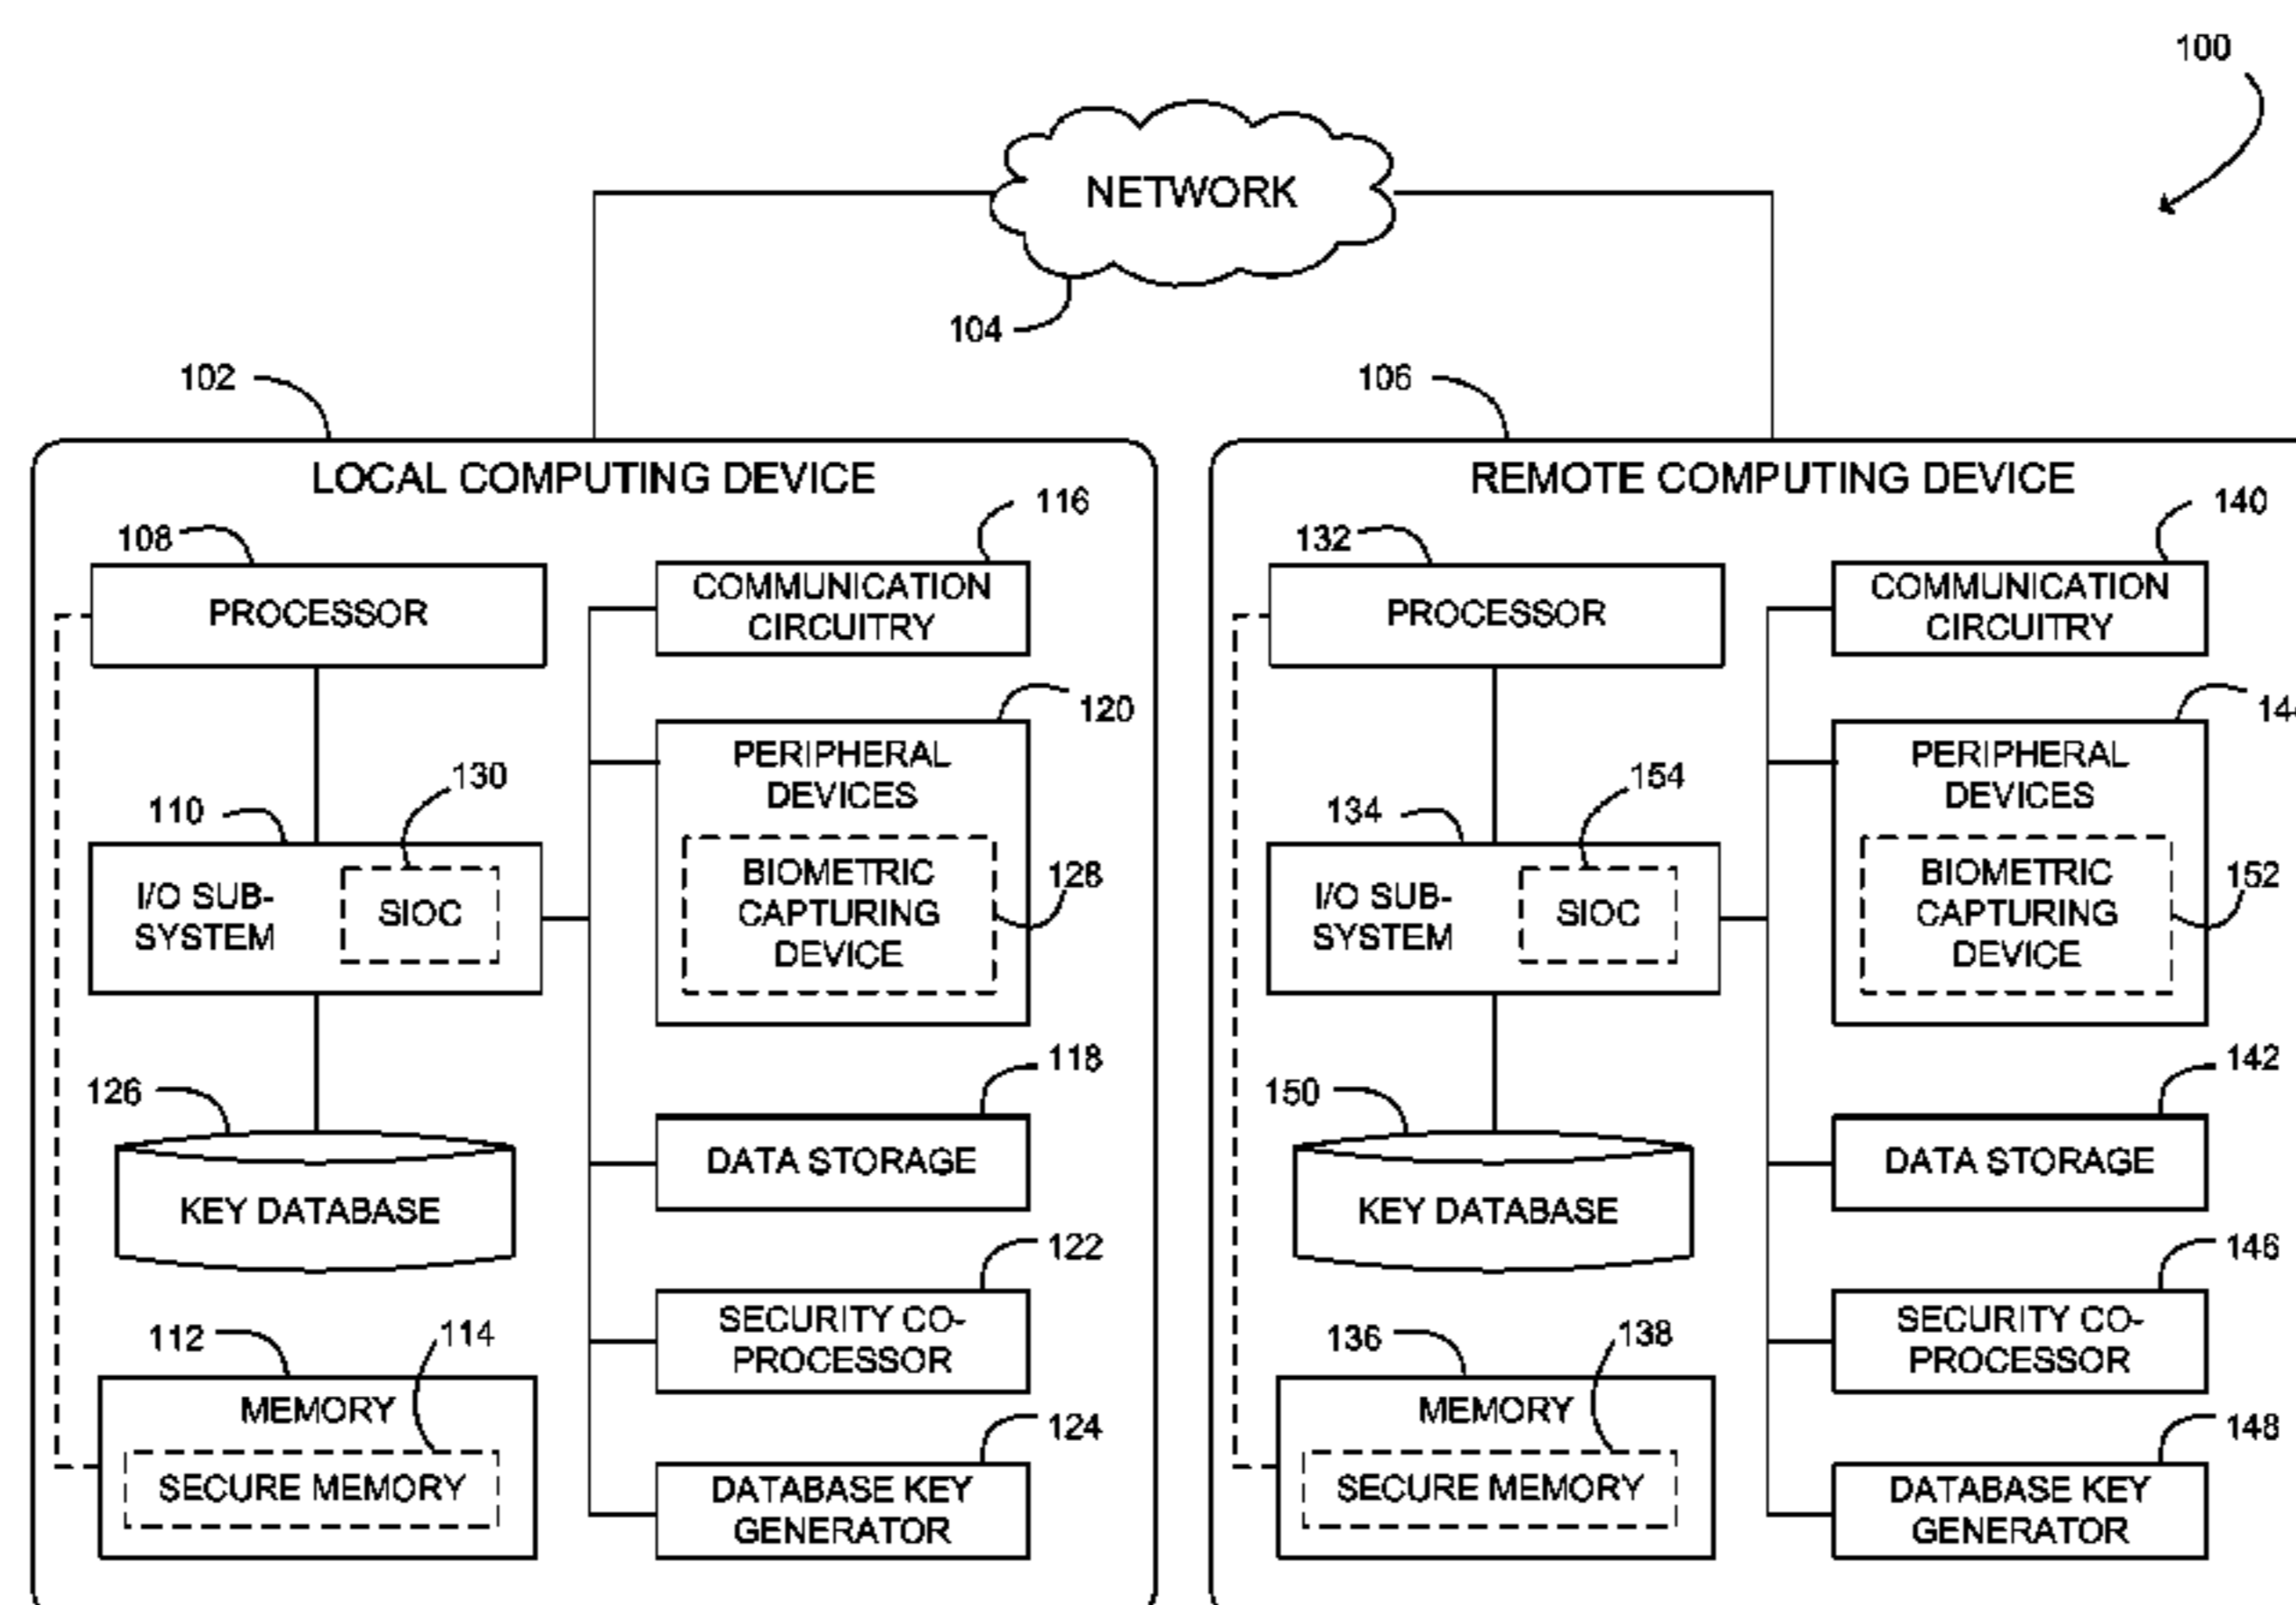 100
NETWORK
104
102
106
LOCAL COMPUTING DEVICE
108
PROCESSOR
116
COMMUNICATION
CIRCUITRY
120
PERIPHERAL
DEVICES
BIOMETRIC
CAPTURING
DEVICE
128
110
130
I/O SUB-
SYSTEM
SIOC
126
KEY DATABASE
118
DATA STORAGE
122
SECURITY CO-
PROCESSOR
112
114
MEMORY
SECURE MEMORY
124
DATABASE KEY
GENERATOR
REMOTE COMPUTING DEVICE
132
PROCESSOR
140
COMMUNICATION
CIRCUITRY
PERIPHERAL
DEVICES
BIOMETRIC
CAPTURING
DEVICE
152
134
154
I/O SUB-
SYSTEM
SIOC
150
KEY DATABASE
142
DATA STORAGE
146
SECURITY CO-
PROCESSOR
136
138
MEMORY
SECURE MEMORY
148
DATABASE KEY
GENERATOR